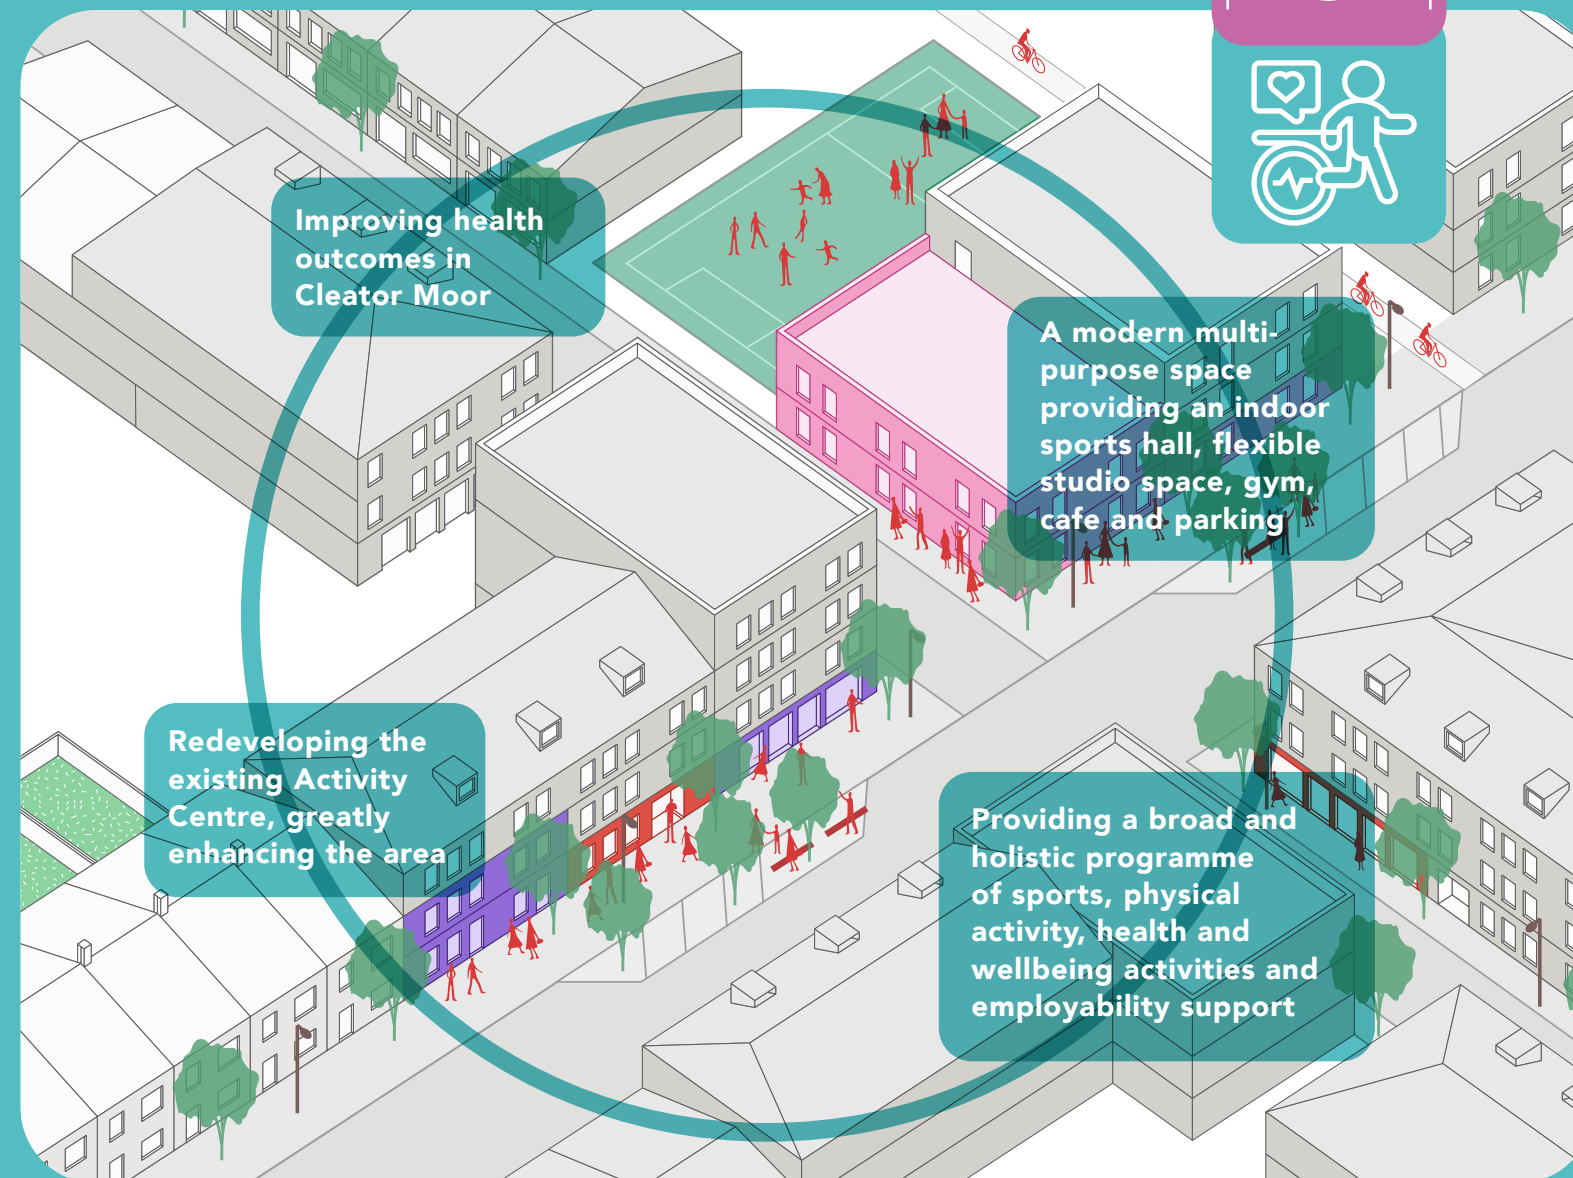 Improving health
outcomes in
Cleator Moor
A modern multi-
purpose space
providing an indoor
sports hall, flexible
studio space, gym,
cafe and parking
Redeveloping the
existing Activity
Centre, greatly
enhancing the area
Providing a broad and
holistic programme
of sports, physical
activity, health and
wellbeing activities and
employability support